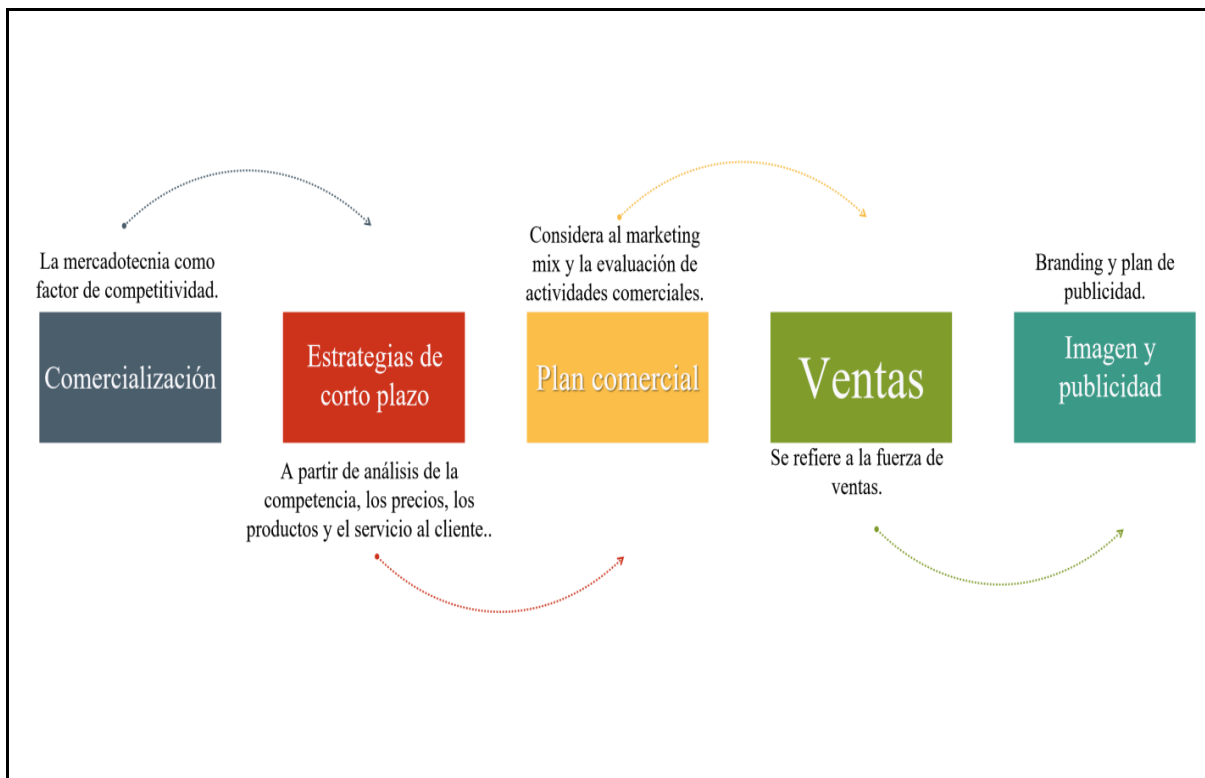 La mercadotecnia como
factor de competitividad.
Comercialización
Estrategias de
corto plazo
A partir de análisis de la
competencia, los precios, los
productos y el servicio al cliente..
Considera al marketing
mix y la evaluación de
actividades comerciales.
Plan comercial
Ventas
Se refiere a la fuerza de
ventas.
Branding y plan de
publicidad.
Imagen y
publicidad